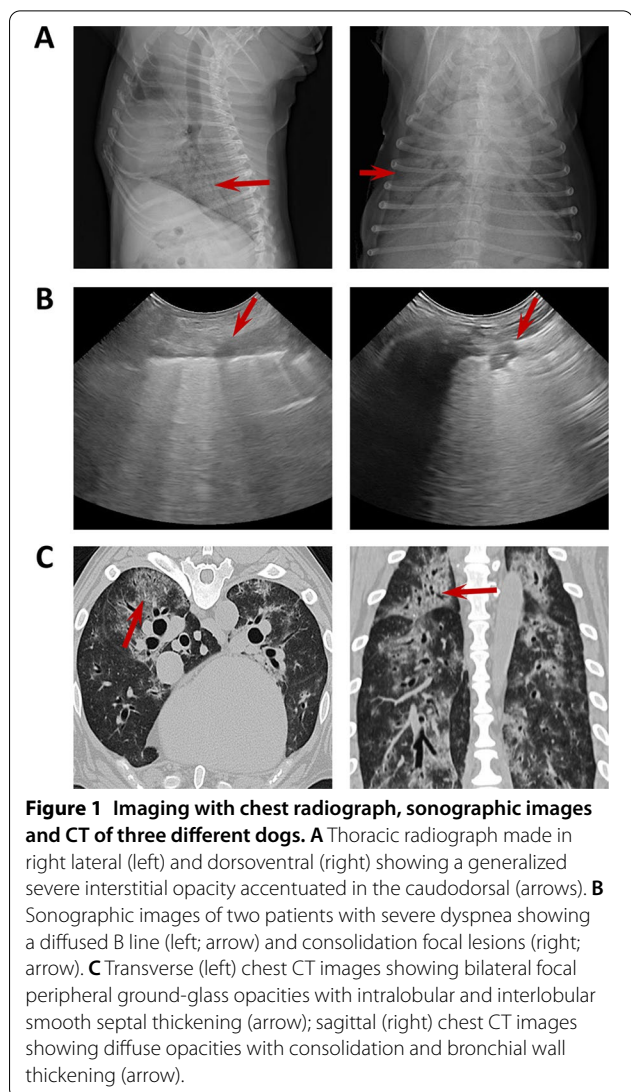 A
B
C
Figure 1 Imaging with chest radiograph, sonographic images
and CT of three different dogs. A Thoracic radiograph made in
right lateral (left) and dorsoventral (right) showing a generalized
severe interstitial opacity accentuated in the caudodorsal (arrows). B
Sonographic images of two patients with severe dyspnea showing
a diffused B line (left; arrow) and consolidation focal lesions (right;
arrow). C Transverse (left) chest CT images showing bilateral focal
peripheral ground-glass opacities with intralobular and interlobular
smooth septal thickening (arrow); sagittal (right) chest CT images
showing diffuse opacities with consolidation and bronchial wall
thickening (arrow).